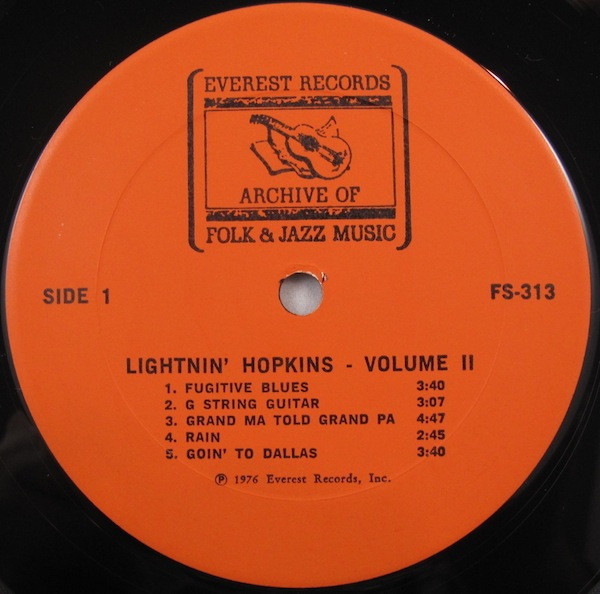 EVEREST RECORDS
ARCHIVE OF
FOLK & JAZZ MUSIC
SIDE 1 FS-313
LIGHTNIN' HOPKINS - VOLUME II
1. FUGITIVE BLUES 3:40
2. G STRING GUITAR 3:07
3. GRAND MA TOLD GRAND PA 4:47
4. RAIN 2:45
5. GOIN' TO DALLAS 3:40
℗ 1976 Everest Records, Inc.